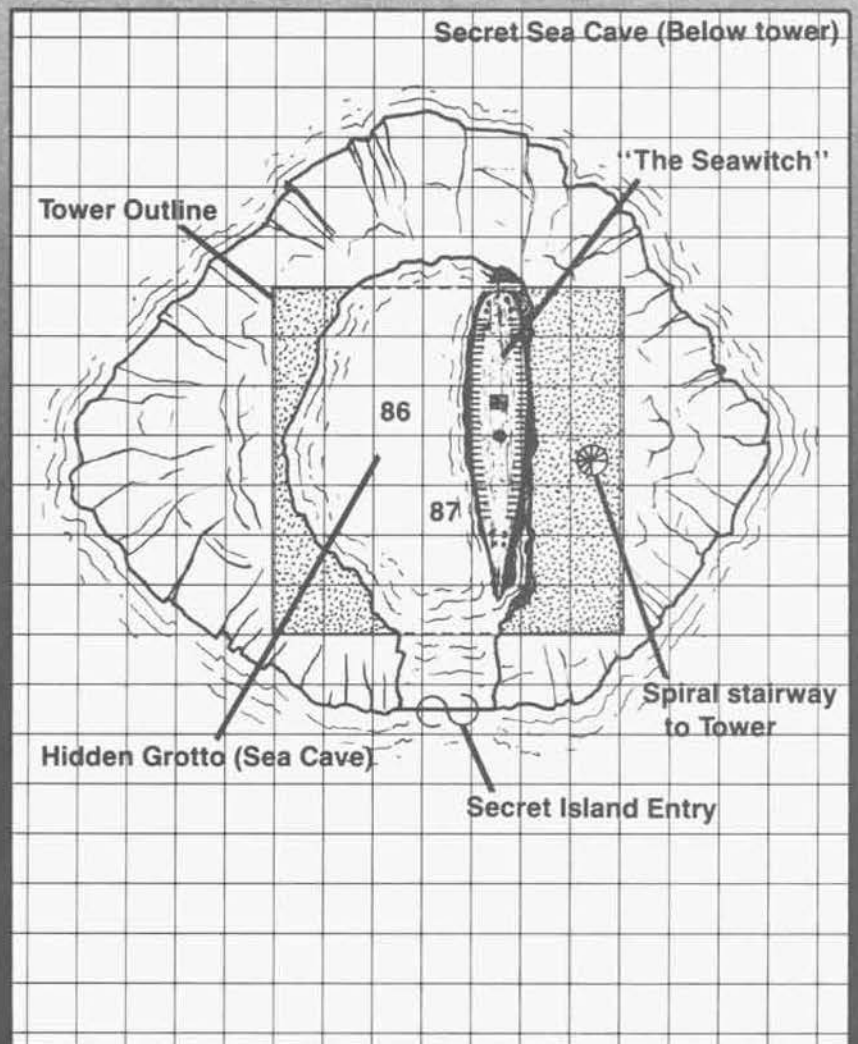 Secret Sea Cave (Below tower)
"The Seawitch"
Tower Outline
86
87
Spiral stairway
to Tower
Hidden Grotto (Sea Cave)
Secret Island Entry